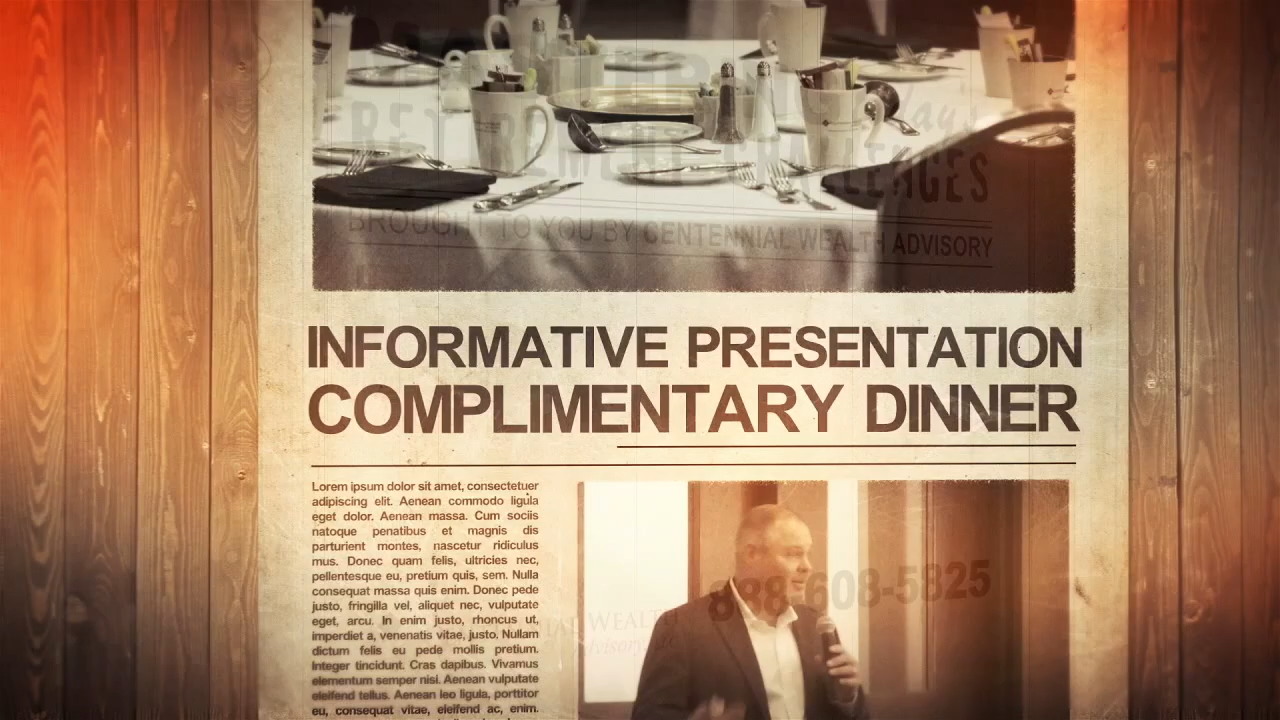 RETIREMENT CHALLENGES
BROUGHT TO YOU BY CENTENNIAL WEALTH ADVISORY
INFORMATIVE PRESENTATION
COMPLIMENTARY DINNER
Lorem ipsum dolor sit amet, consectetuer
adipiscing elit. Aenean commodo ligula
eget dolor. Aenean massa. Cum sociis
natoque penatibus et magnis dis
parturient montes, nascetur ridiculus
mus. Donec quam felis, ultricies nec,
pellentesque eu, pretium quis, sem. Nulla
consequat massa quis enim. Donec pede
justo, fringilla vel, aliquet nec, vulputate
eget, arcu. In enim justo, rhoncus ut,
imperdiet a, venenatis vitae, justo. Nullam
dictum felis eu pede mollis pretium.
Integer tincidunt. Cras dapibus. Vivamus
elementum semper nisi. Aenean vulputate
eleifend tellus. Aenean leo ligula, porttitor
eu, consequat vitae, eleifend ac, enim.
888-608-5825
WEALTH
Advisory